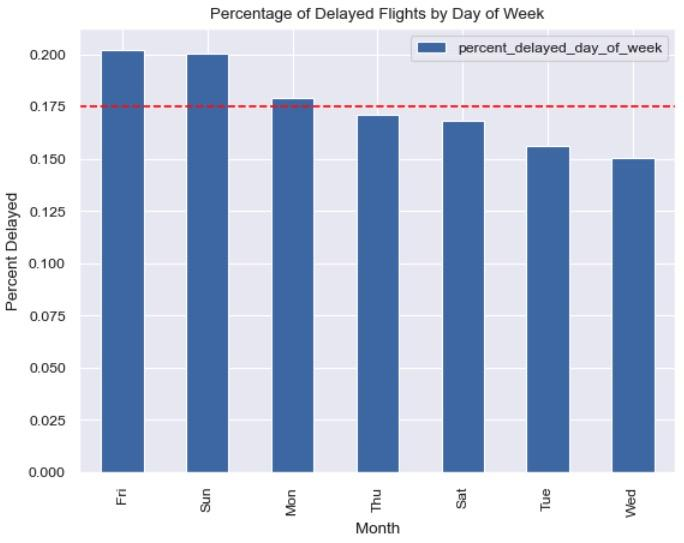 Percentage of Delayed Flights by Day of Week
percent_delayed_day_of_week
Percent Delayed
0.200
0.175
0.150
0.125
0.100
0.075
0.050
0.025
0.000
Fri
Sun
Mon
Thu
Sat
Tue
Wed
Month